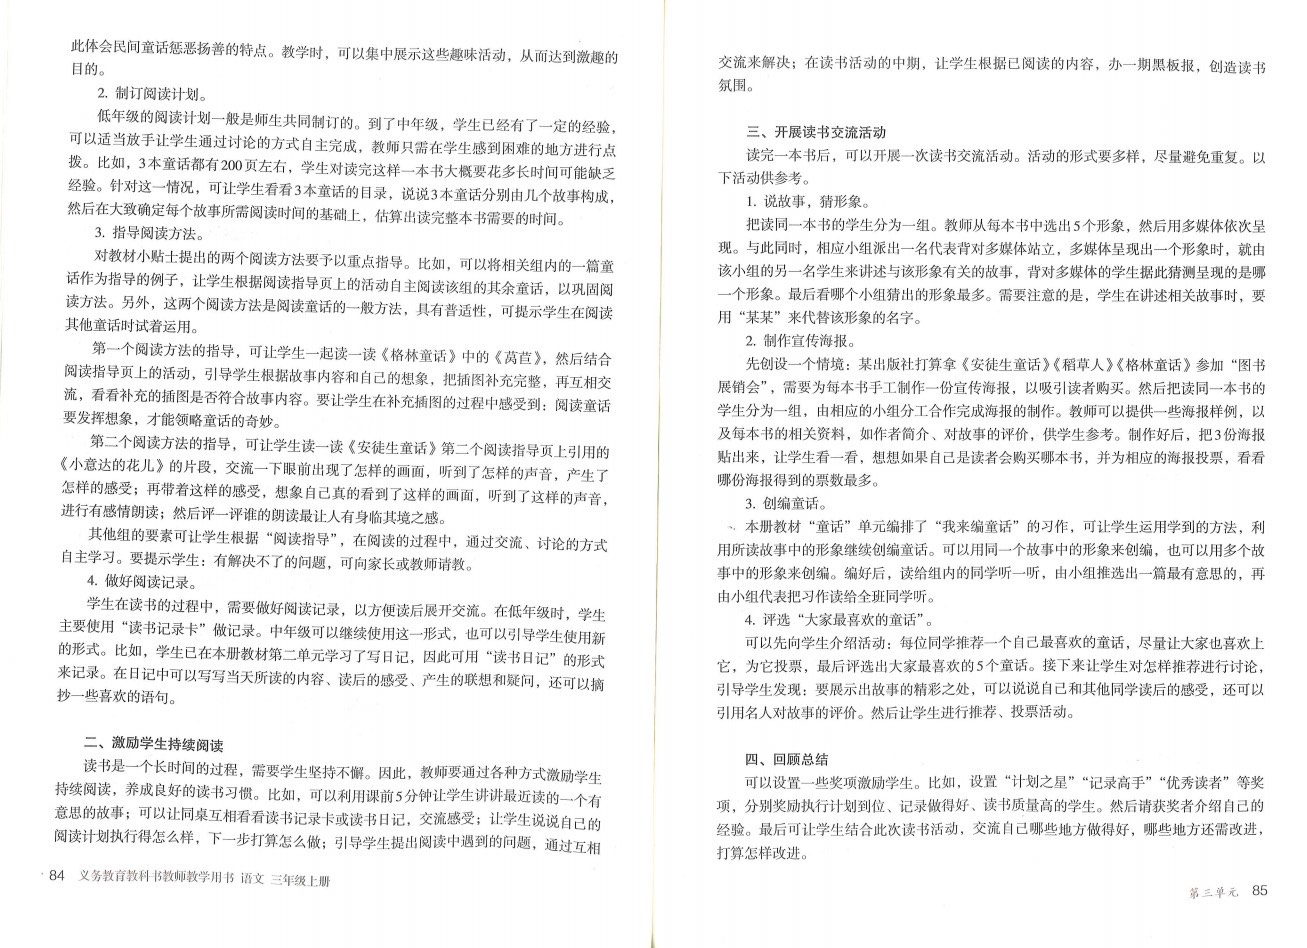 此体会民间童话惩恶扬善的特点。教学时，可以集中展示这些趣味活动，从而达到激趣的
目的。
2. 制订阅读计划。
低年级的阅读计划一般是师生共同制订的。到了中年级，学生已经有了一定的经验，
可以适当放手让学生通过讨论的方式自主完成，教师只需在学生感到困难的地方进行点
拨。比如，3本童话都有200页左右，学生对读完这样一本书大概要花多长时间可能缺乏
经验。针对这一情况，可让学生看看3本童话的目录，说说3本童话分别由几个故事构成，
然后在大致确定每个故事所需阅读时间的基础上，估算出读完整本书需要的时间。
3. 指导阅读方法。
对教材小贴士提出的两个阅读方法要予以重点指导。比如，可以将相关组内的一篇童
话作为指导的例子，让学生根据阅读指导页上的活动自主阅读该组的其余童话，以巩固阅
读方法。另外，这两个阅读方法是阅读童话的一般方法，具有普适性，可提示学生在阅读
其他童话时试着运用。
第一个阅读方法的指导，可让学生一起读一读《格林童话》中的《莴苣》，然后结合
阅读指导页上的活动，引导学生根据故事内容和自己的想象，把插图补充完整，再互相交
流，看看补充的插图是否符合故事内容。要让学生在补充插图的过程中感受到：阅读童话
要发挥想象，才能领略童话的奇妙。
第二个阅读方法的指导，可让学生读一读《安徒生童话》第二个阅读指导页上引用的
《小意达的花儿》的片段，交流一下眼前出现了怎样的画面，听到了怎样的声音，产生了
怎样的感受；再带着这样的感受，想象自己真的看到了这样的画面，听到了这样的声音，
进行有感情朗读；然后评一评谁的朗读最让人有身临其境之感。
其他组的要素可让学生根据“阅读指导”，在阅读的过程中，通过交流、讨论的方式
自主学习。要提示学生：有解决不了的问题，可向家长或教师请教。
4. 做好阅读记录。
学生在读书的过程中，需要做好阅读记录，以方便读后展开交流。在低年级时，学生
主要使用“读书记录卡”做记录。中年级可以继续使用这一形式，也可以引导学生使用新
的形式。比如，学生已在本册教材第二单元学习了写日记，因此可用“读书日记”的形式
来记录。在日记中可以写写当天所读的内容、读后的感受、产生的联想和疑问，还可以摘
抄一些喜欢的语句。
二、激励学生持续阅读
读书是一个长时间的过程，需要学生坚持不懈。因此，教师要通过各种方式激励学生
持续阅读，养成良好的读书习惯。比如，可以利用课前5分钟让学生讲讲最近读的一个有
意思的故事；可以让同桌互相看看读书记录卡或读书日记，交流感受；让学生说说自己的
阅读计划执行得怎么样，下一步打算怎么做；引导学生提出阅读中遇到的问题，通过互相
84 义务教育教科书教师教学用书 语文 三年级上册
交流来解决；在读书活动的中期，让学生根据已阅读的内容，办一期黑板报，创造读书
氛围。
三、开展读书交流活动
读完一本书后，可以开展一次读书交流活动。活动的形式要多样，尽量避免重复。以
下活动供参考。
1. 说故事，猜形象。
把读同一本书的学生分为一组。教师从每本书中选出5个形象，然后用多媒体依次呈
现。与此同时，相应小组派出一名代表背对多媒体站立，多媒体呈现出一个形象时，就由
该小组的另一名学生来讲述与该形象有关的故事，背对多媒体的学生据此猜测呈现的是哪
一个形象。最后看哪个小组猜出的形象最多。需要注意的是，学生在讲述相关故事时，要
用“某某”来代替该形象的名字。
2. 制作宣传海报。
先创设一个情境：某出版社打算拿《安徒生童话》《稻草人》《格林童话》参加“图书
展销会”，需要为每本书手工制作一份宣传海报，以吸引读者购买。然后把读同一本书的
学生分为一组，由相应的小组分工合作完成海报的制作。教师可以提供一些海报样例，以
及每本书的相关资料，如作者简介、对故事的评价，供学生参考。制作好后，把3份海报
贴出来，让学生看一看，想想如果自己是读者会购买哪本书，并为相应的海报投票，看看
哪份海报得到的票数最多。
3. 创编童话。
本册教材“童话”单元编排了“我来编童话”的习作，可让学生运用学到的方法，利
用所读故事中的形象继续创编童话。可以用同一个故事中的形象来创编，也可以用多个故
事中的形象来创编。编好后，读给组内的同学听一听，由小组推选出一篇最有意思的，再
由小组代表把习作读给全班同学听。
4. 评选“大家最喜欢的童话”。
可以先向学生介绍活动：每位同学推荐一个自己最喜欢的童话，尽量让大家也喜欢上
它，为它投票，最后评选出大家最喜欢的5个童话。接下来让学生对怎样推荐进行讨论，
引导学生发现：要展示出故事的精彩之处，可以说说自己和其他同学读后的感受，还可以
引用名人对故事的评价。然后让学生进行推荐、投票活动。
四、回顾总结
可以设置一些奖项激励学生。比如，设置“计划之星”“记录高手”“优秀读者”等奖
项，分别奖励执行计划到位、记录做得好、读书质量高的学生。然后请获奖者介绍自己的
经验。最后可让学生结合此次读书活动，交流自己哪些地方做得好，哪些地方还需改进，
打算怎样改进。
第三单元 85